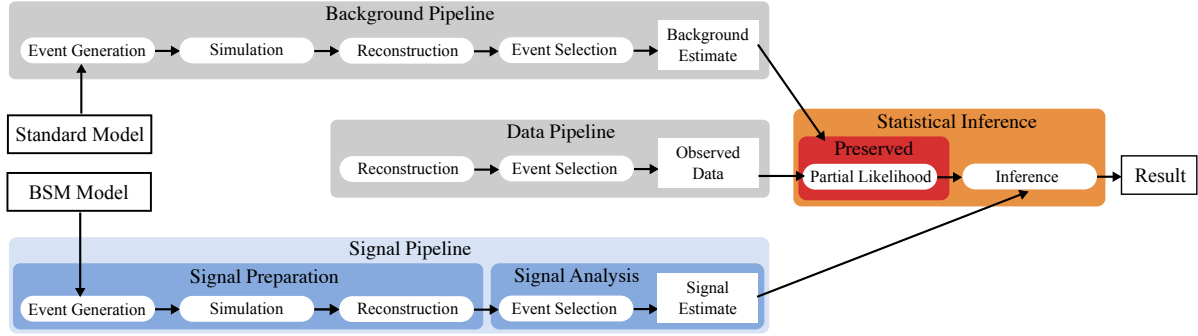 Background Pipeline
Event Generation
Simulation
Reconstruction
Event Selection
Background
Estimate
Standard Model
Data Pipeline
Reconstruction
Event Selection
Observed
Data
Statistical Inference
Preserved
Partial Likelihood
Inference
Result
BSM Model
Signal Pipeline
Signal Preparation
Event Generation
Simulation
Reconstruction
Signal Analysis
Event Selection
Signal
Estimate